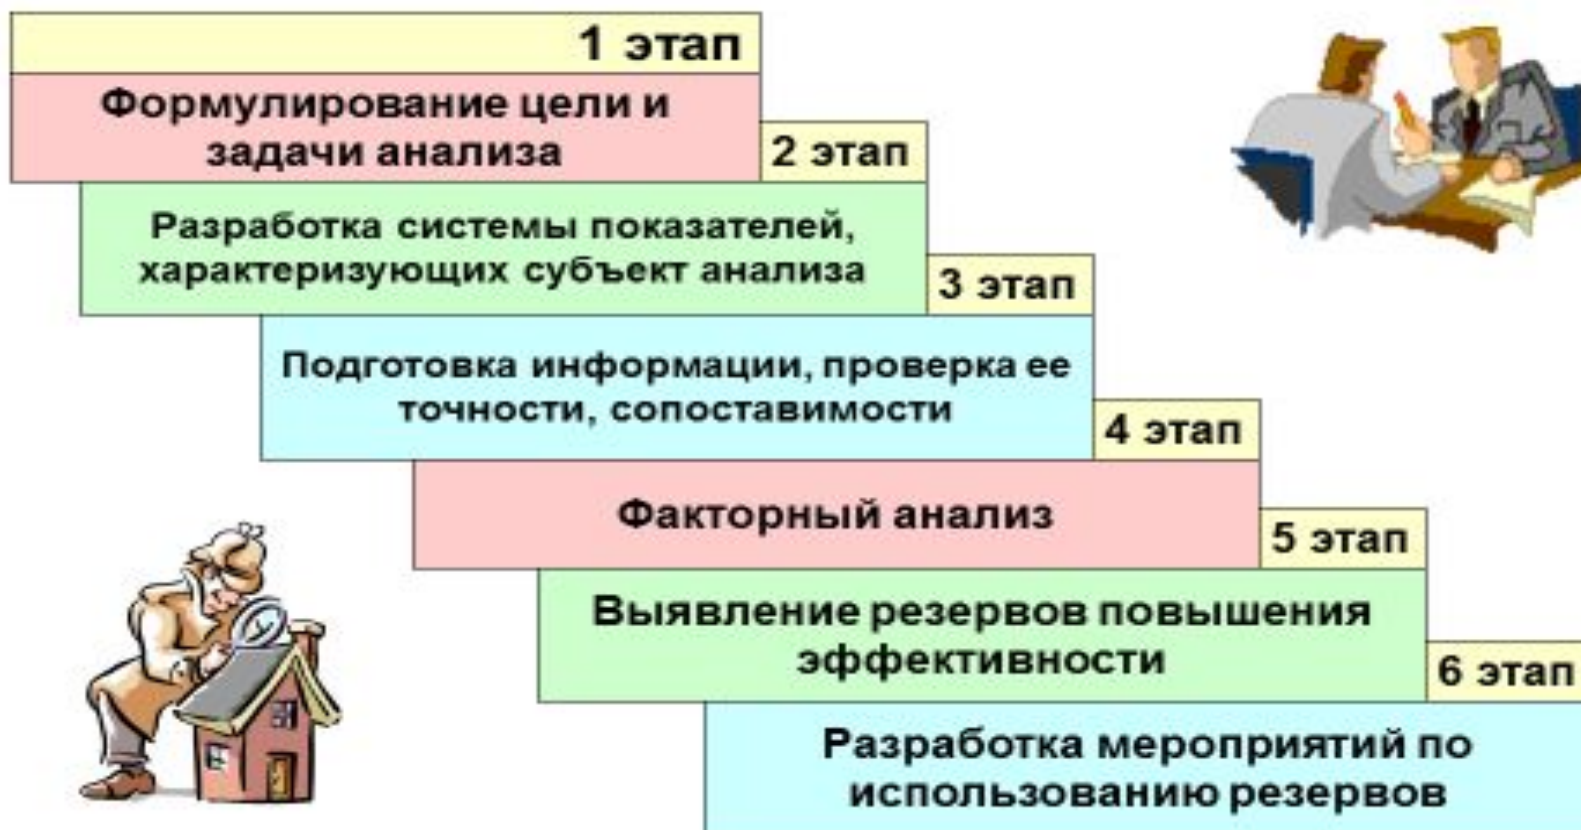 1 этап
Формулирование цели и
задачи анализа
2 этап
Разработка системы показателей,
характеризующих субъект анализа
3 этап
Подготовка информации, проверка ее
точности, сопоставимости
4 этап
Факторный анализ
5 этап
Выявление резервов повышения
эффективности
6 этап
Разработка мероприятий по
использованию резервов